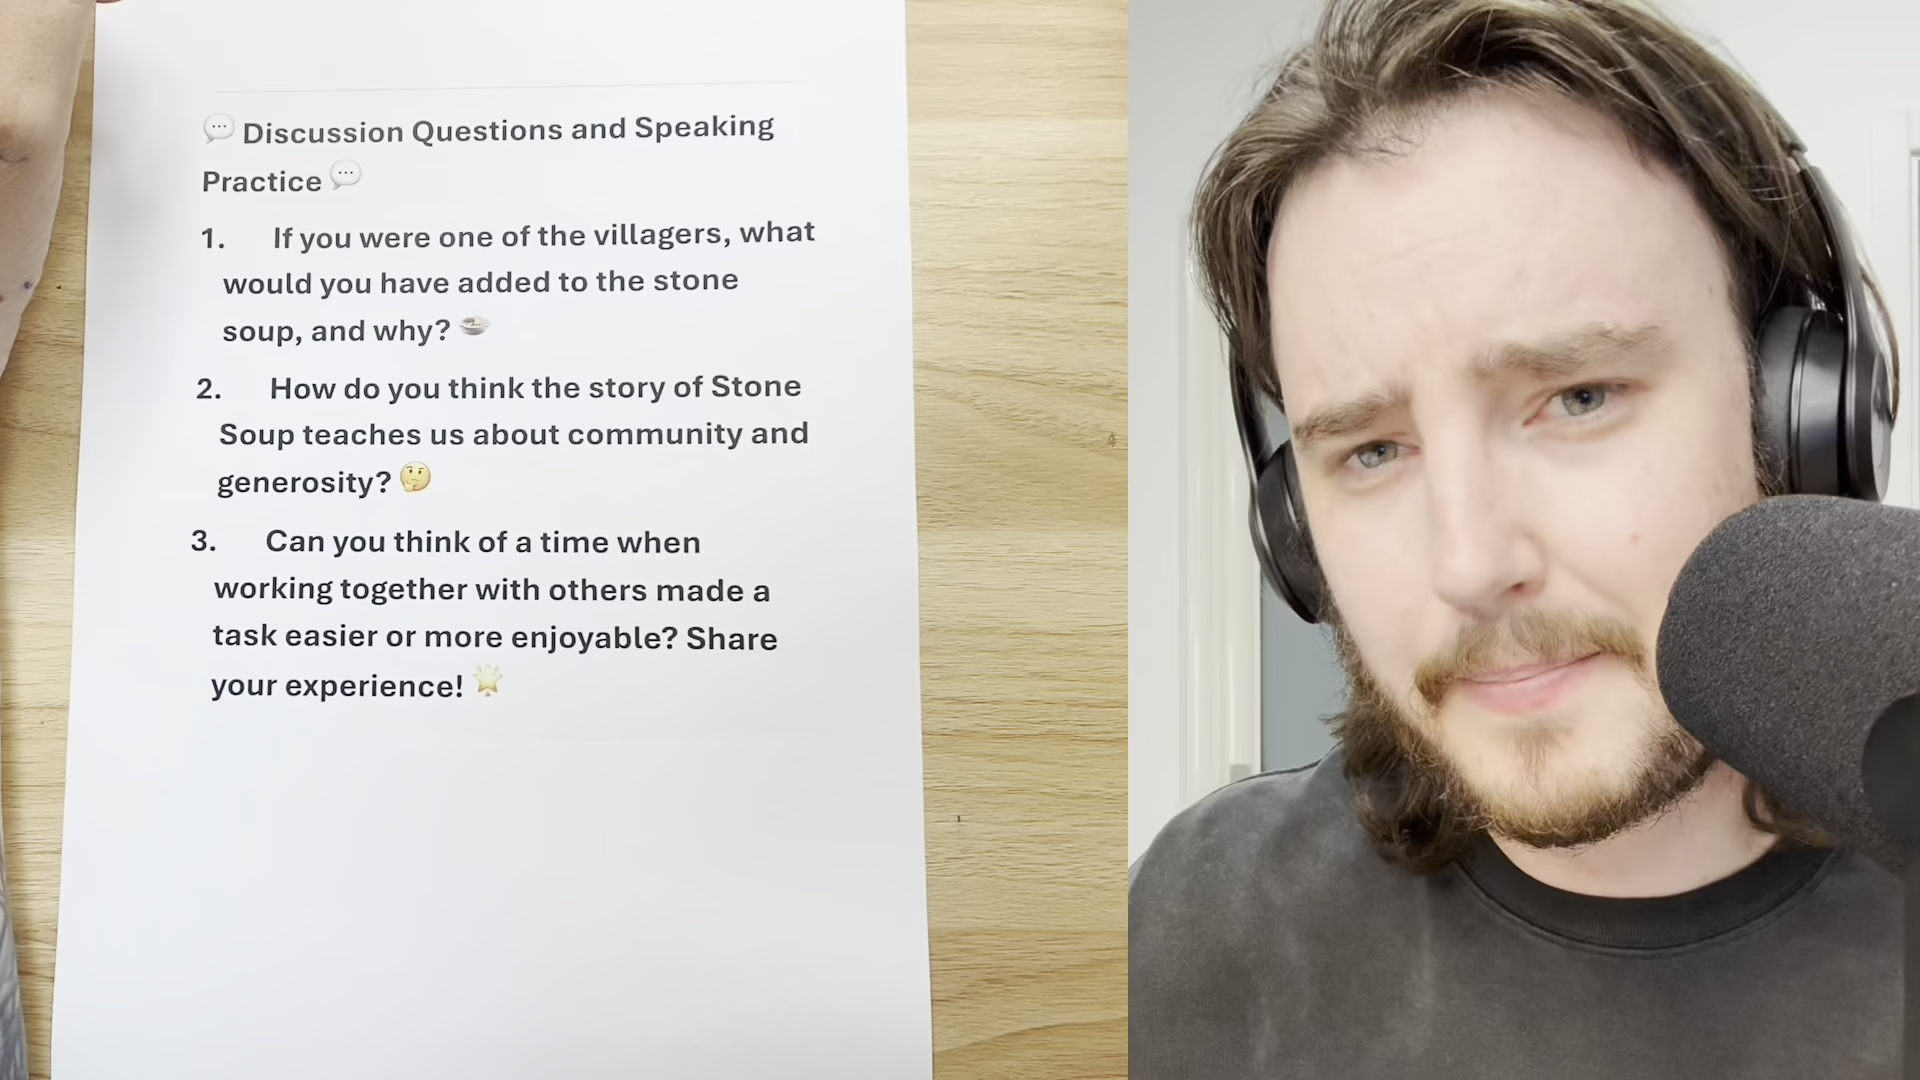 💬 Discussion Questions and Speaking
Practice 💬
1. If you were one of the villagers, what
would you have added to the stone
soup, and why? 🍲
2. How do you think the story of Stone
Soup teaches us about community and
generosity? 🤔
3. Can you think of a time when
working together with others made a
task easier or more enjoyable? Share
your experience! 🌟